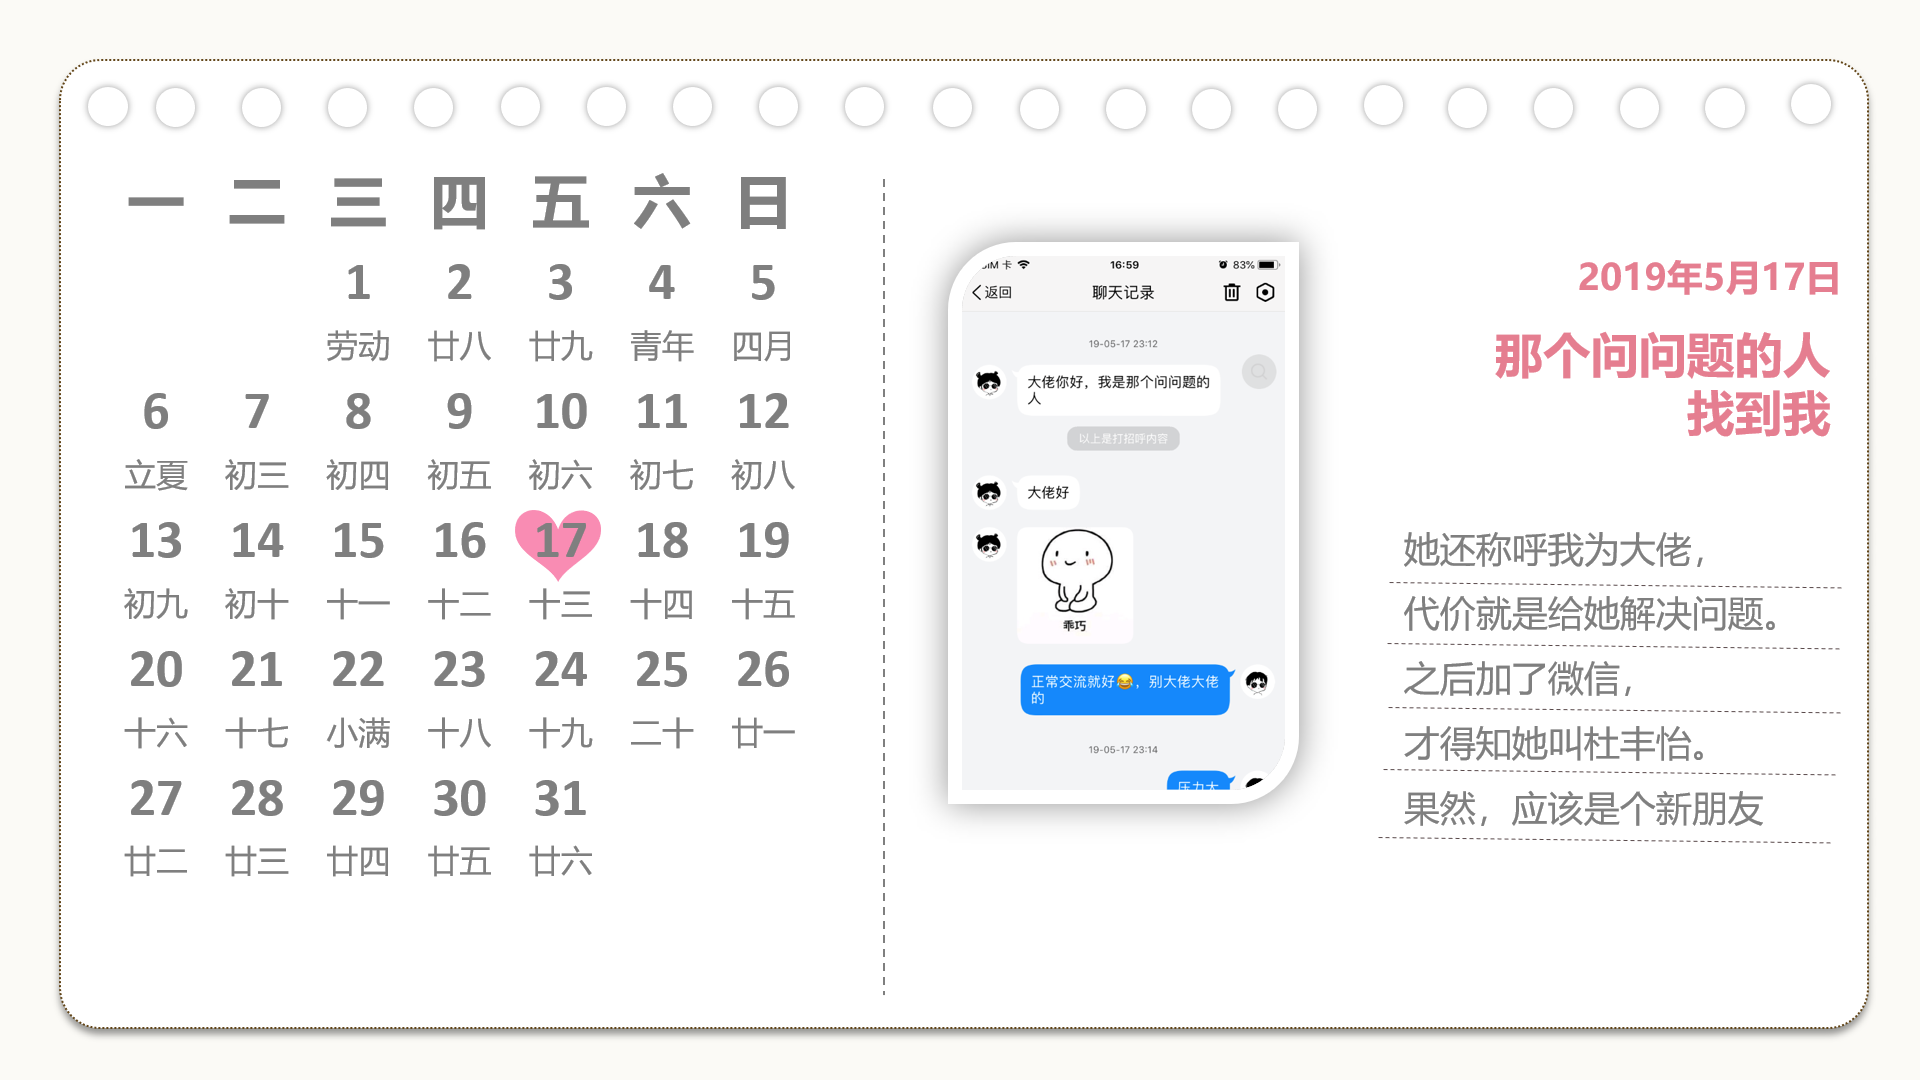 一 二 三 四 五 六 日
1 2 3 4 5
劳动 廿八 廿九 青年 四月
6 7 8 9 10 11 12
立夏 初三 初四 初五 初六 初七 初八
13 14 15 16 17 18 19
初九 初十 十一 十二 十三 十四 十五
20 21 22 23 24 25 26
十六 十七 小满 十八 十九 二十 廿一
27 28 29 30 31
廿二 廿三 廿四 廿五 廿六
卡 16:59 83%
返回 聊天记录
19-05-17 23:12
大佬你好，我是那个问问题的
人
以上是打招呼内容
大佬好
乖巧
正常交流就好😂，别大佬大佬
的
19-05-17 23:14
压力大
2019年5月17日
那个问问题的人
找到我
她还称呼我为大佬，
代价就是给她解决问题。
之后加了微信，
才得知她叫杜丰怡。
果然，应该是个新朋友